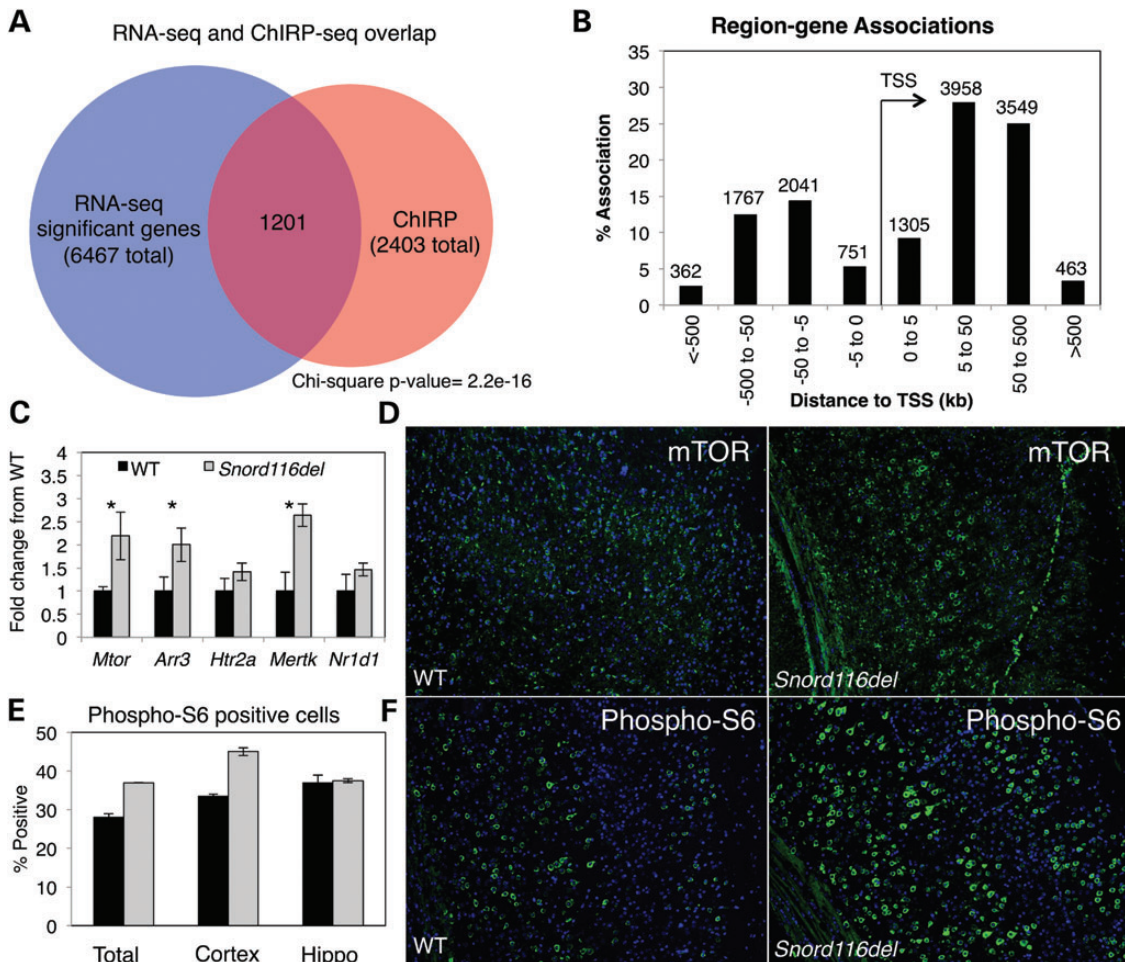 A
RNA-seq and ChIRP-seq overlap
RNA-seq
significant genes
(6467 total)
1201
ChIRP
(2403 total)
Chi-square p-value= 2.2e-16
B
Region-gene Associations
% Association
35
30
25
20
15
10
5
0
TSS
362
1767
2041
751
1305
3958
3549
463
<-500
-500 to -50
-50 to -5
-5 to 0
0 to 5
5 to 50
50 to 500
>500
Distance to TSS (kb)
C
Fold change from WT
4
3.5
3
2.5
2
1.5
1
0.5
0
WT
Snord116del
*
*
*
Mtor
Arr3
Htr2a
Mertk
Nr1d1
D
mTOR
WT
mTOR
Snord116del
E
Phospho-S6 positive cells
% Positive
50
40
30
20
10
0
Total
Cortex
Hippo
F
Phospho-S6
WT
Phospho-S6
Snord116del